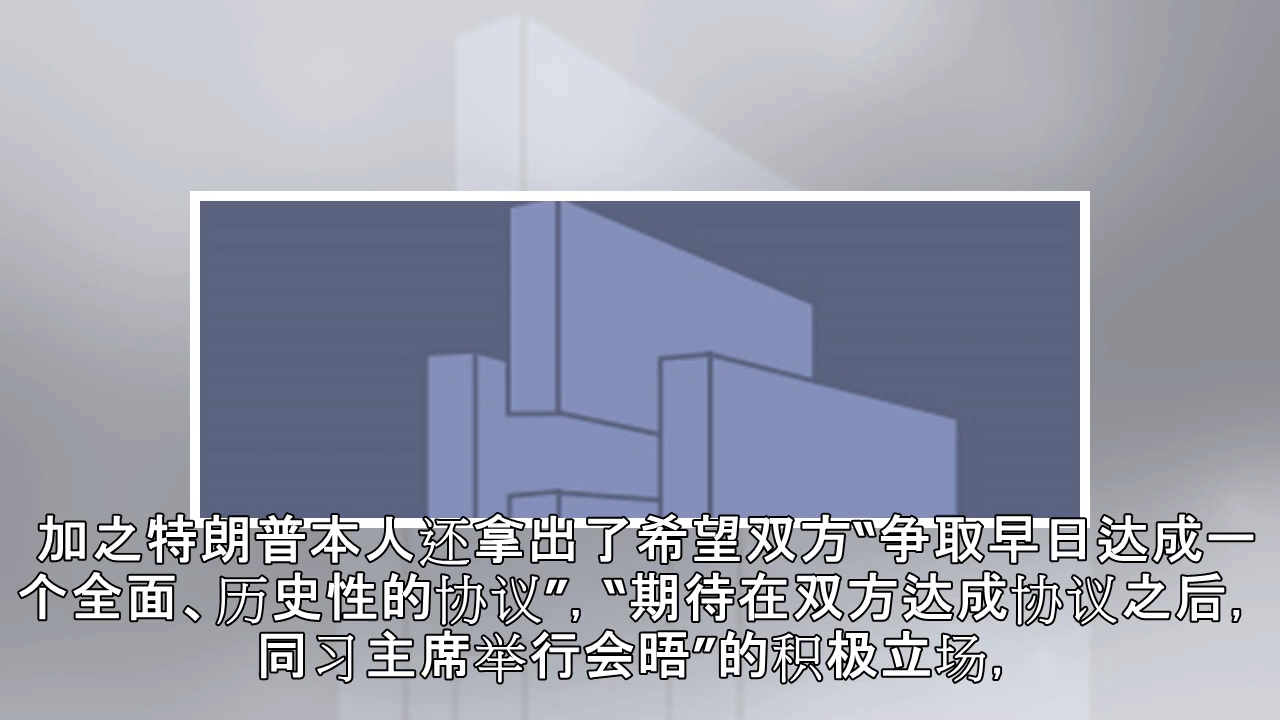 加之特朗普本人还拿出了希望双方“争取早日达成一
个全面、历史性的协议”，“期待在双方达成协议之后，
同习主席举行会晤”的积极立场，